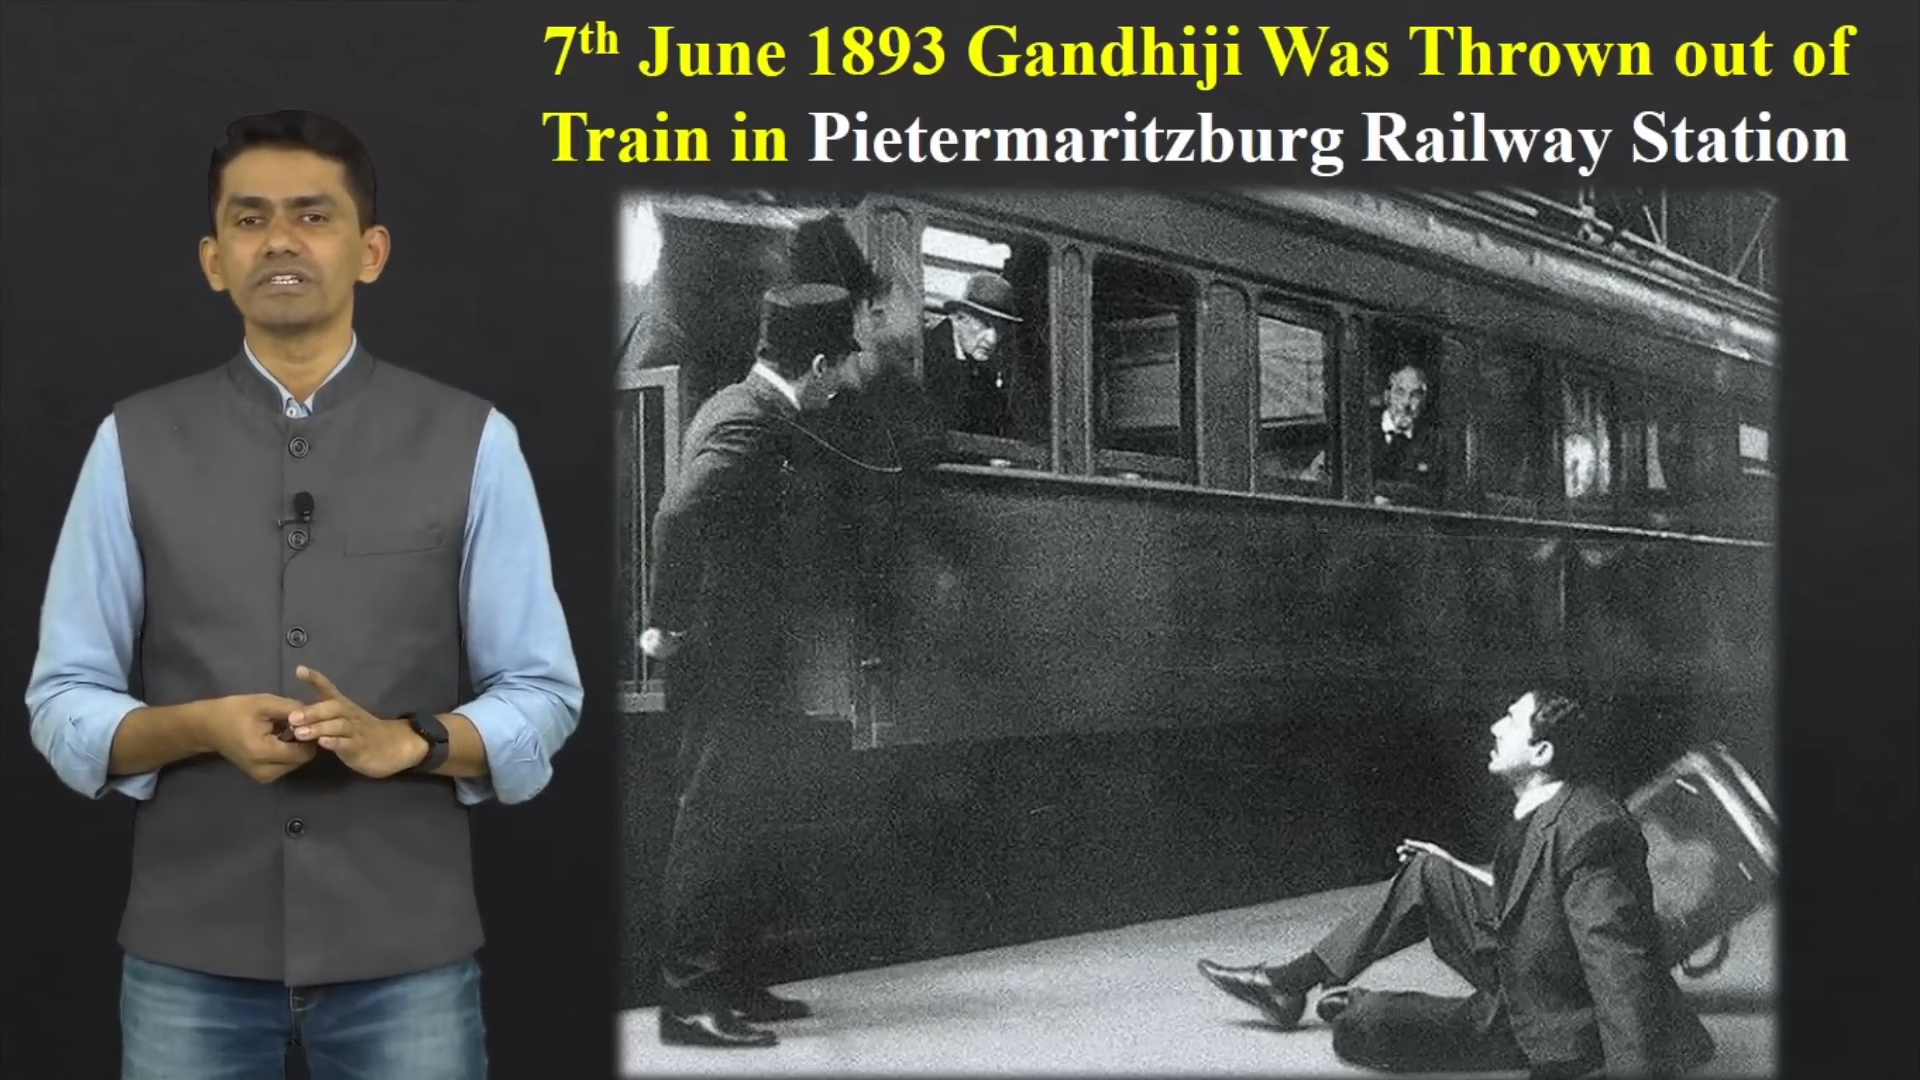 7th June 1893 Gandhiji Was Thrown out of
Train in Pietermaritzburg Railway Station